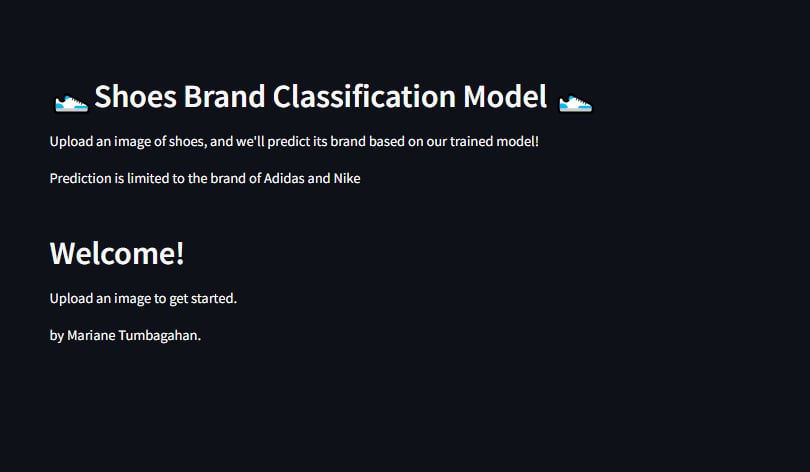 👟 Shoes Brand Classification Model 👟
Upload an image of shoes, and we'll predict its brand based on our trained model!
Prediction is limited to the brand of Adidas and Nike
Welcome!
Upload an image to get started.
by Mariane Tumbagahan.